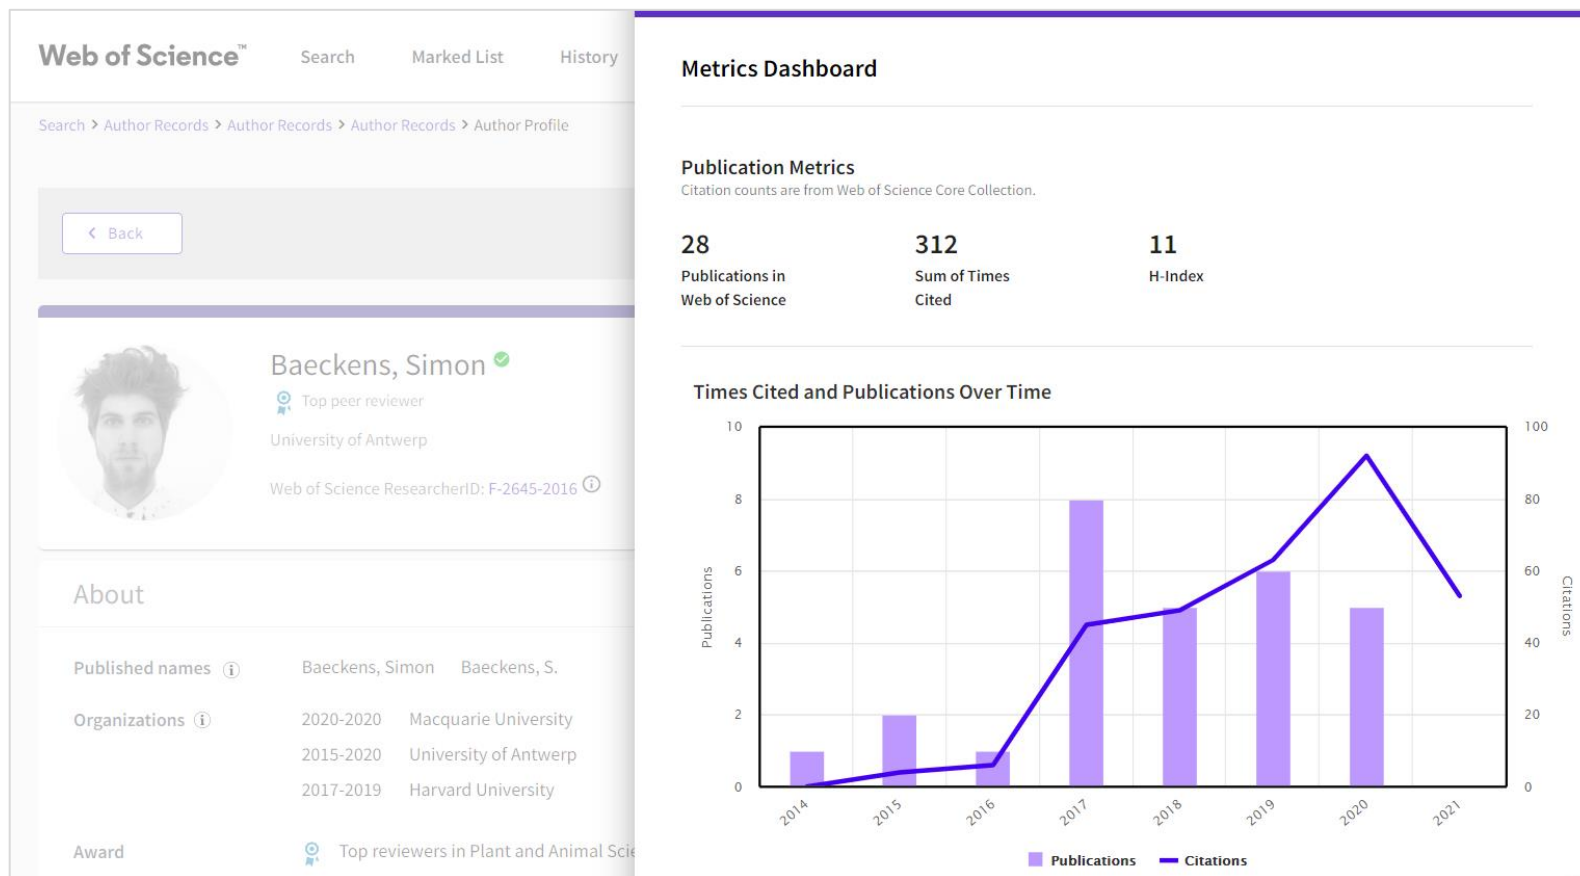 Web of Science™
Search
Marked List
History
Search > Author Records > Author Records > Author Records > Author Profile
Back
Baeckens, Simon
Top peer reviewer
University of Antwerp
Web of Science ResearcherID: F-2645-2016
About
Published names
Baeckens, Simon
Baeckens, S.
Organizations
2020-2020 Macquarie University
2015-2020 University of Antwerp
2017-2019 Harvard University
Award
Top reviewers in Plant and Animal Scie
Metrics Dashboard
Publication Metrics
Citation counts are from Web of Science Core Collection.
28
Publications in
Web of Science
312
Sum of Times
Cited
11
H-Index
Times Cited and Publications Over Time
10
8
6
4
2
0
Publications
100
80
60
40
20
0
Citations
2014
2015
2016
2017
2018
2019
2020
2021
Publications
Citations